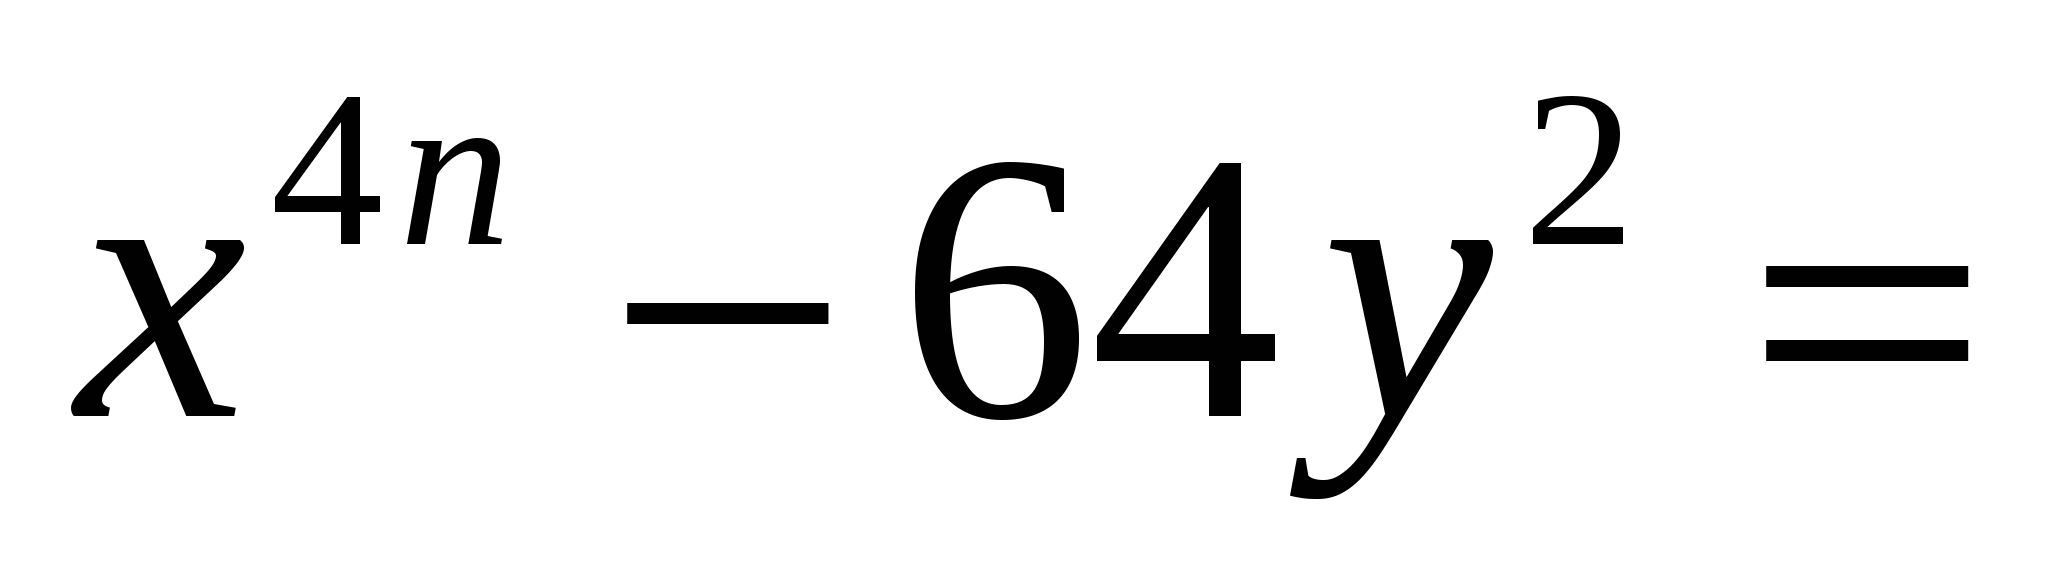 x^{4n} − 64y^2 =